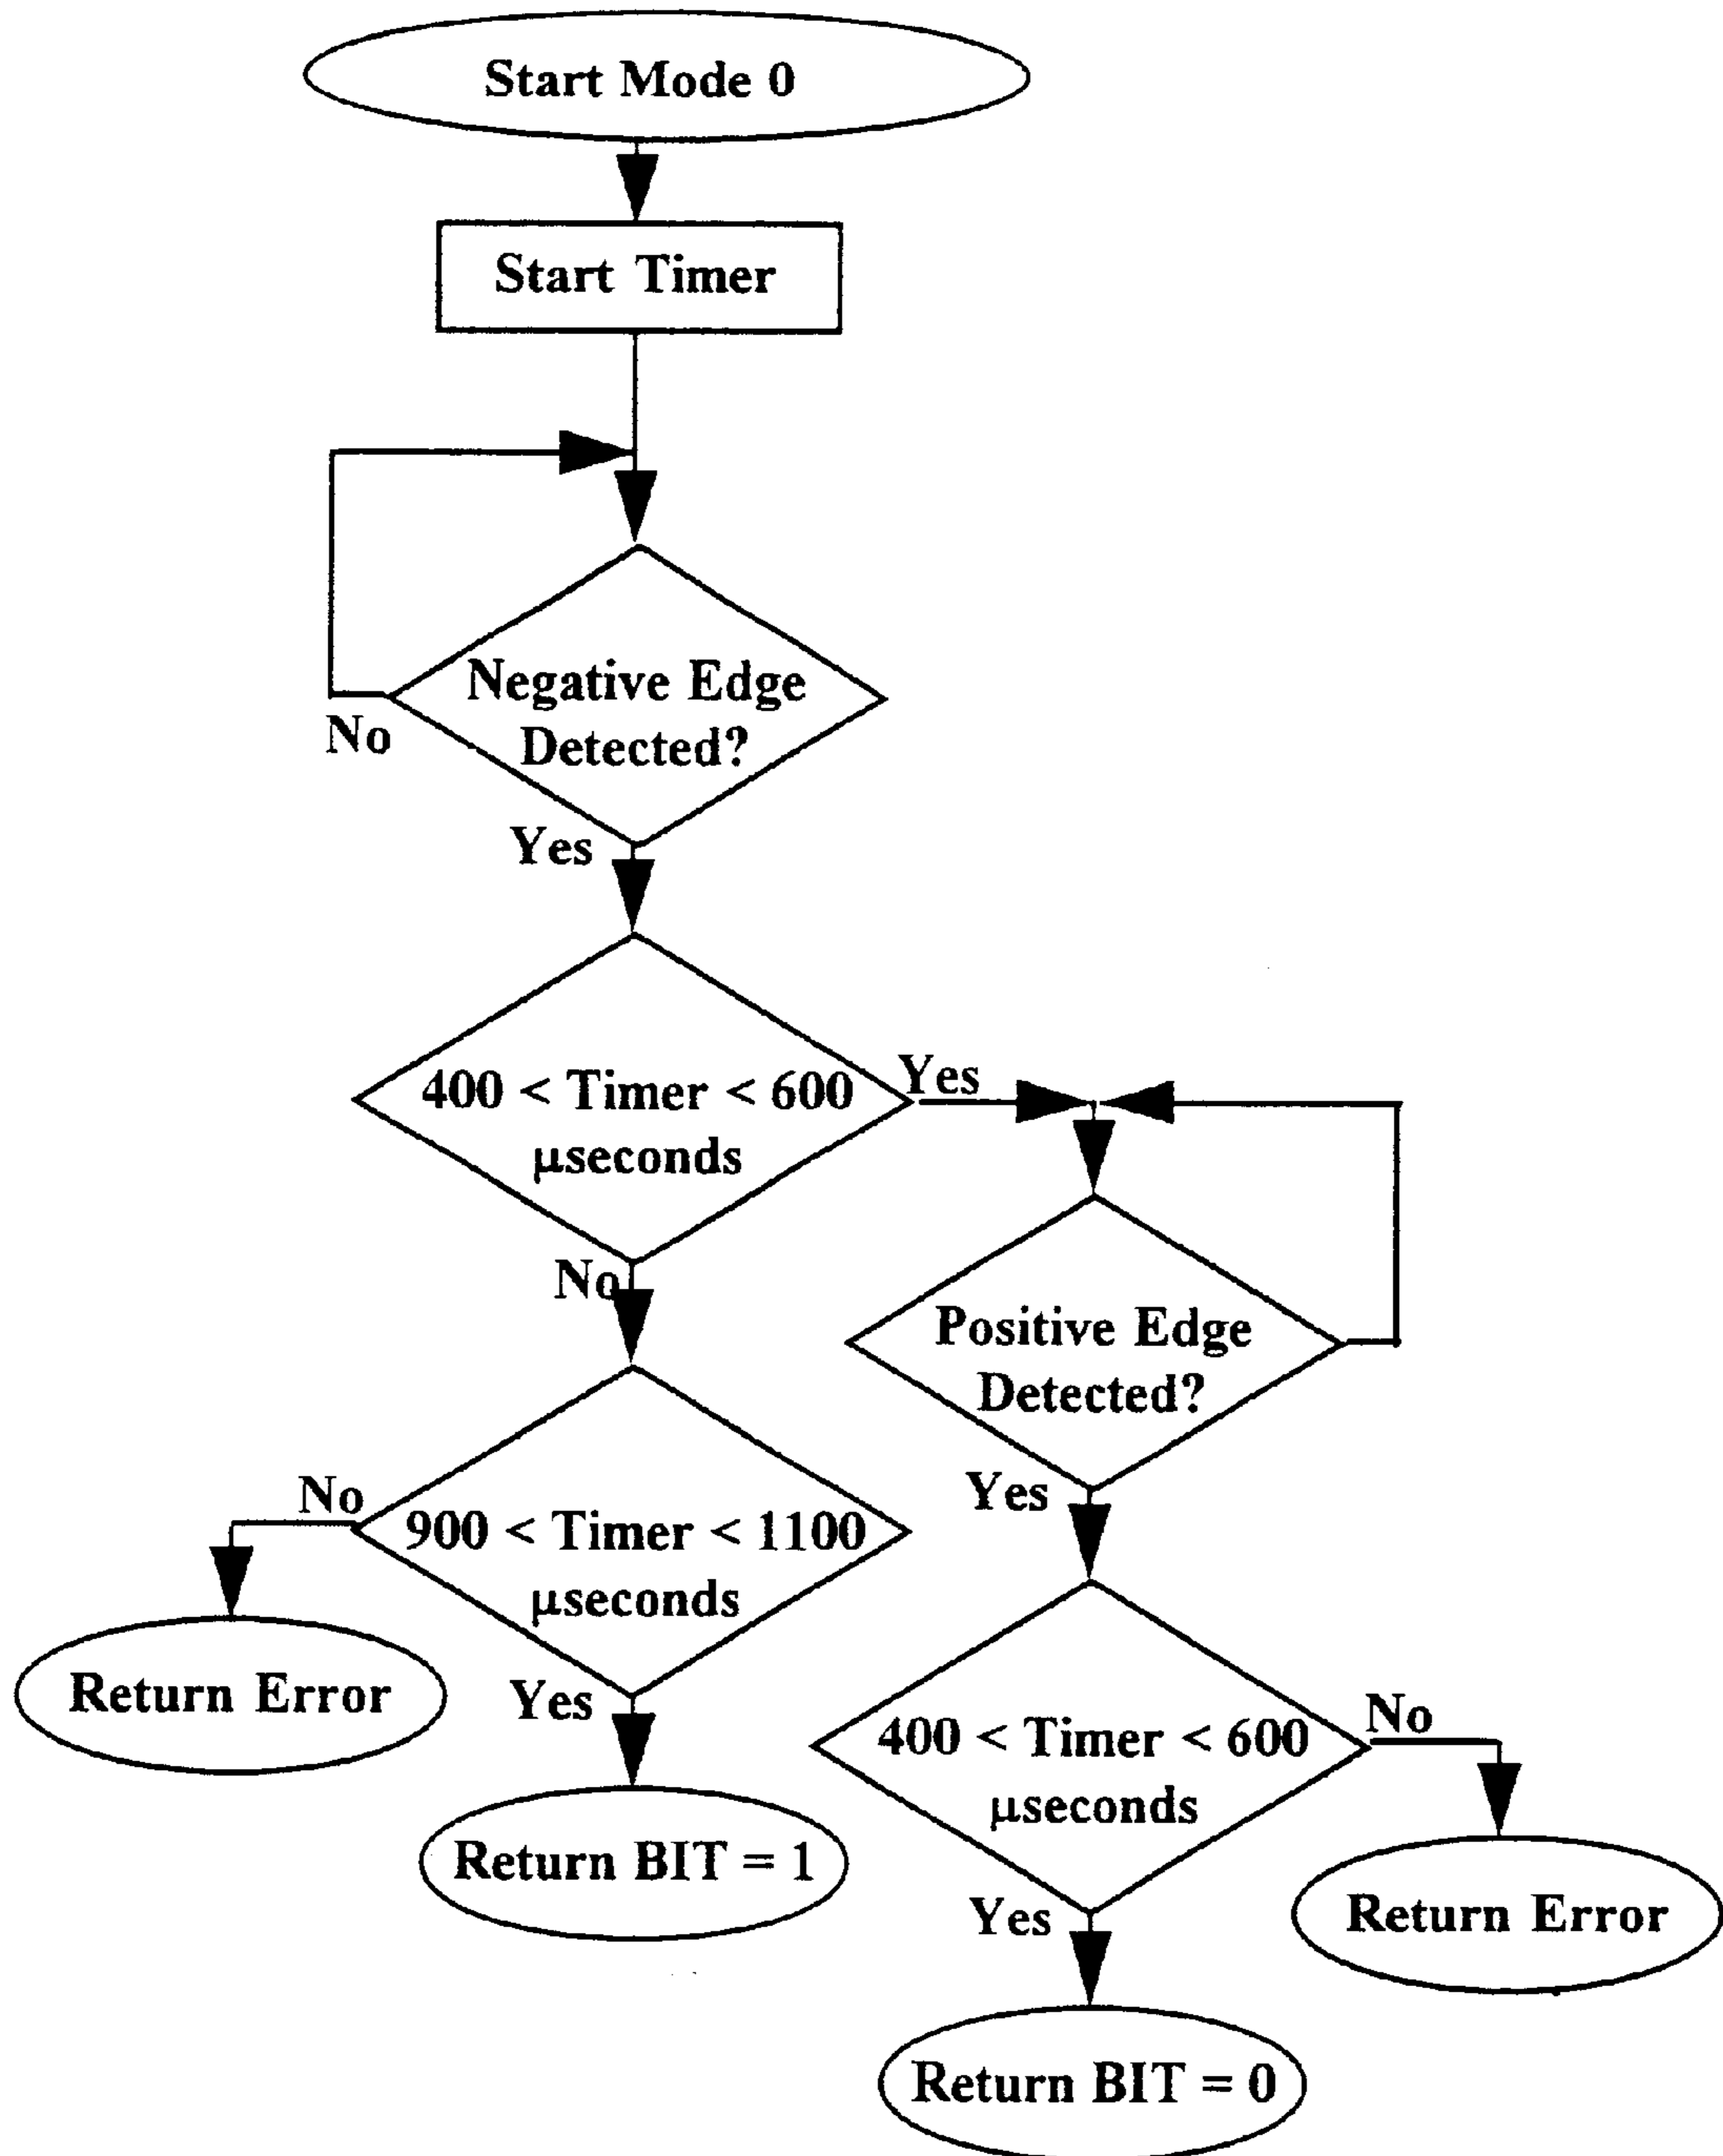 Start Mode 0
Start Timer
Negative Edge
Detected?
No
Yes
400 < Timer < 600
µseconds
Yes
No
Positive Edge
Detected?
Yes
No
900 < Timer < 1100
µseconds
Return Error
Yes
Return BIT = 1
400 < Timer < 600
µseconds
No
Return Error
Yes
Return BIT = 0